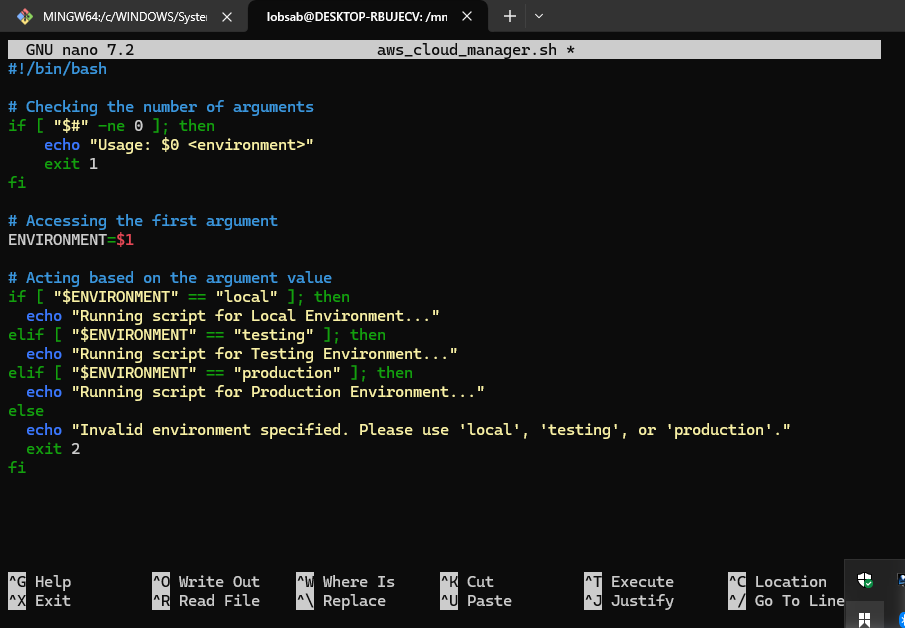 MINGW64:/c/WINDOWS/Syster
lobsab@DESKTOP-RBUJECV: /mn
GNU nano 7.2 aws_cloud_manager.sh *
#!/bin/bash
# Checking the number of arguments
if [ "$#" -ne 0 ]; then
echo "Usage: $0 <environment>"
exit 1
fi
# Accessing the first argument
ENVIRONMENT=$1
# Acting based on the argument value
if [ "$ENVIRONMENT" == "local" ]; then
echo "Running script for Local Environment..."
elif [ "$ENVIRONMENT" == "testing" ]; then
echo "Running script for Testing Environment..."
elif [ "$ENVIRONMENT" == "production" ]; then
echo "Running script for Production Environment..."
else
echo "Invalid environment specified. Please use 'local', 'testing', or 'production'."
exit 2
fi
^G Help ^O Write Out ^W Where Is ^K Cut ^T Execute ^C Location
^X Exit ^R Read File ^\ Replace ^U Paste ^J Justify ^/ Go To Line